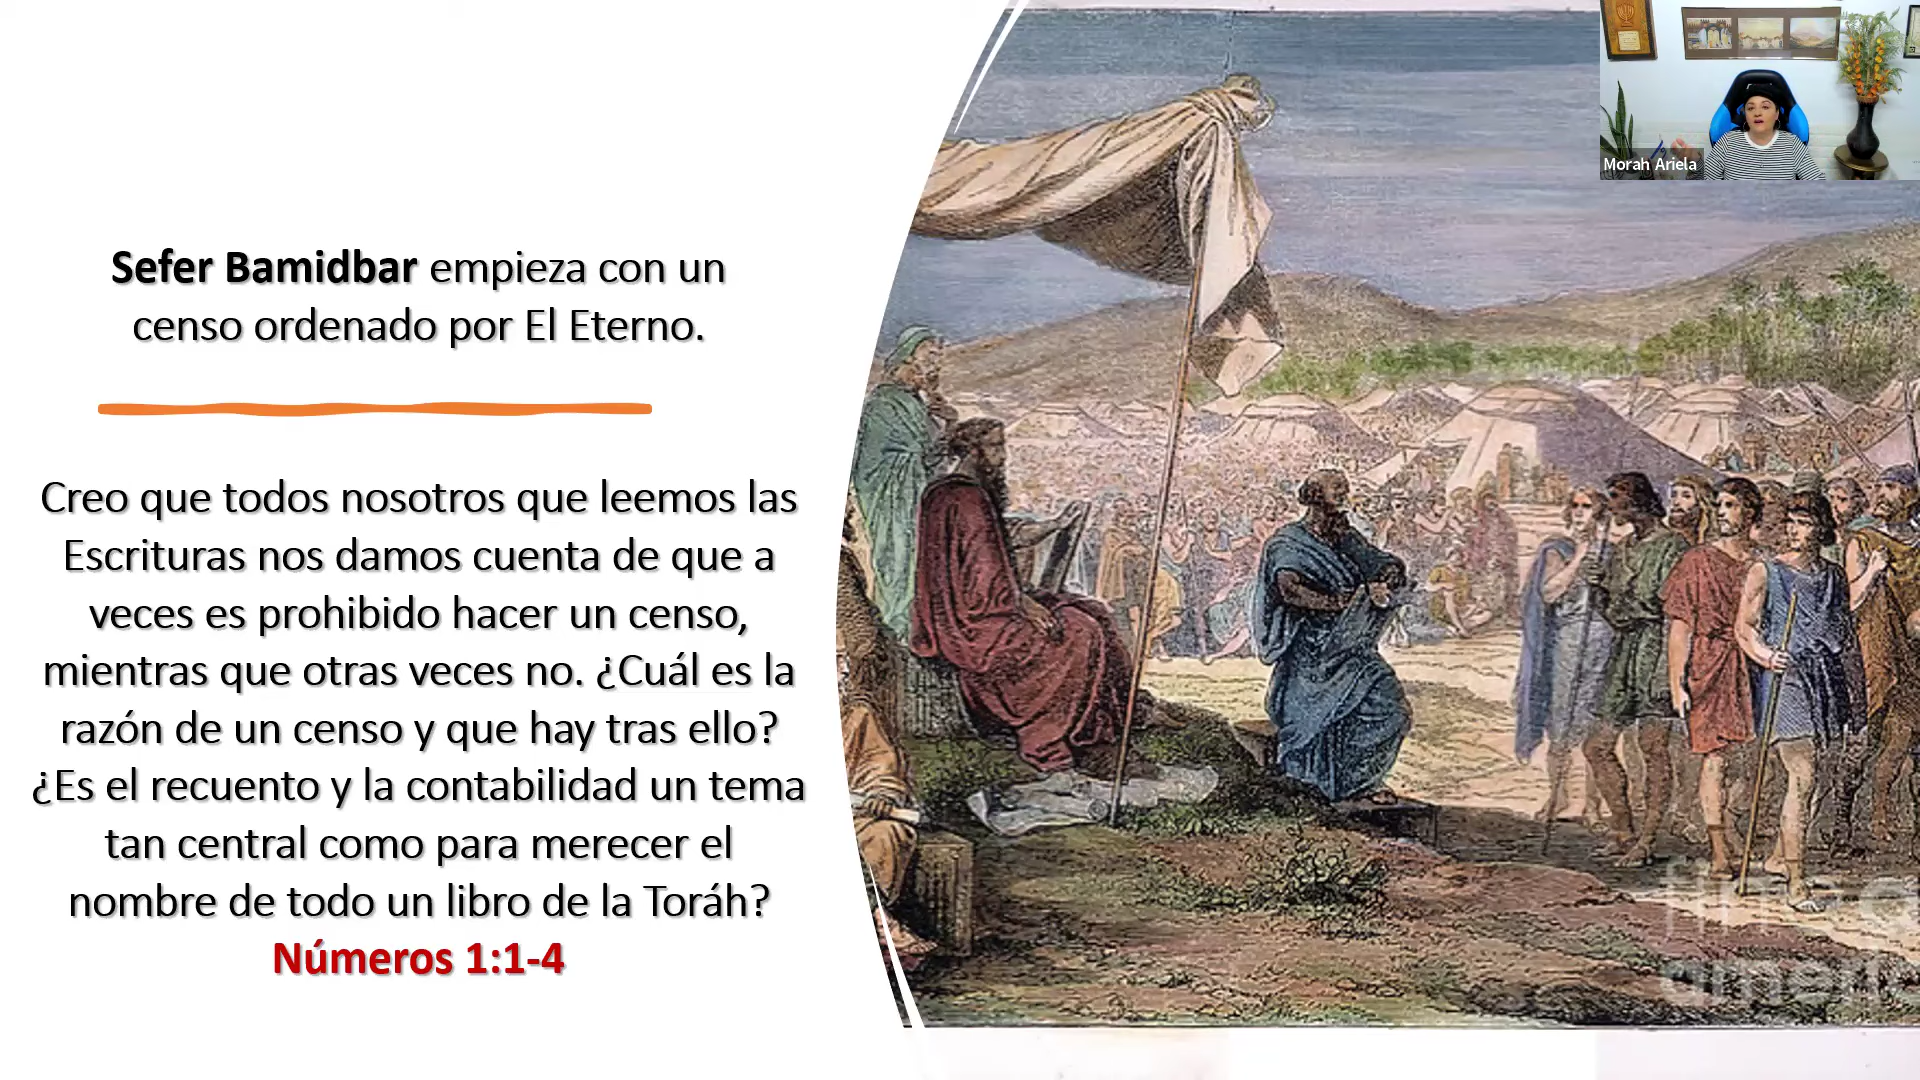 Morah Ariela
Sefer Bamidbar empieza con un
censo ordenado por El Eterno.
Creo que todos nosotros que leemos las
Escrituras nos damos cuenta de que a
veces es prohibido hacer un censo,
mientras que otras veces no. ¿Cuál es la
razón de un censo y que hay tras ello?
¿Es el recuento y la contabilidad un tema
tan central como para merecer el
nombre de todo un libro de la Toráh?
Números 1:1-4